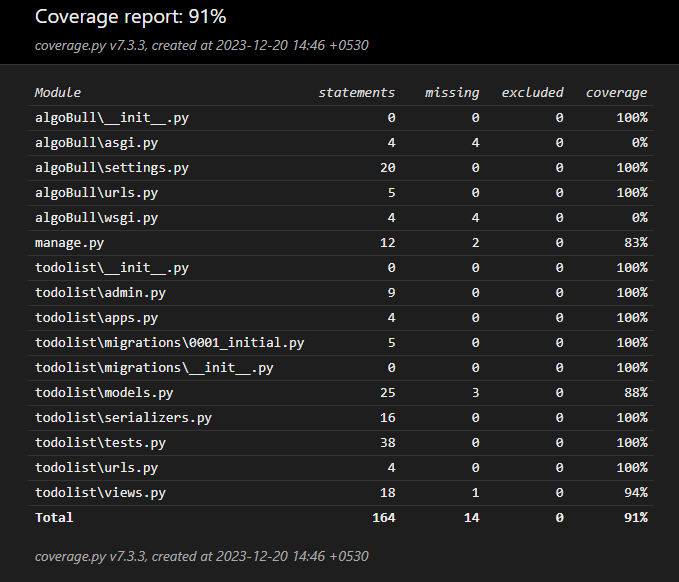 Coverage report: 91%
coverage.py v7.3.3, created at 2023-12-20 14:46 +0530
Module statements missing excluded coverage
algoBull\__init__.py 0 0 0 100%
algoBull\asgi.py 4 4 0 0%
algoBull\settings.py 20 0 0 100%
algoBull\urls.py 5 0 0 100%
algoBull\wsgi.py 4 4 0 0%
manage.py 12 2 0 83%
todolist\__init__.py 0 0 0 100%
todolist\admin.py 9 0 0 100%
todolist\apps.py 4 0 0 100%
todolist\migrations\0001_initial.py 5 0 0 100%
todolist\migrations\__init__.py 0 0 0 100%
todolist\models.py 25 3 0 88%
todolist\serializers.py 16 0 0 100%
todolist\tests.py 38 0 0 100%
todolist\urls.py 4 0 0 100%
todolist\views.py 18 1 0 94%
Total 164 14 0 91%
coverage.py v7.3.3, created at 2023-12-20 14:46 +0530